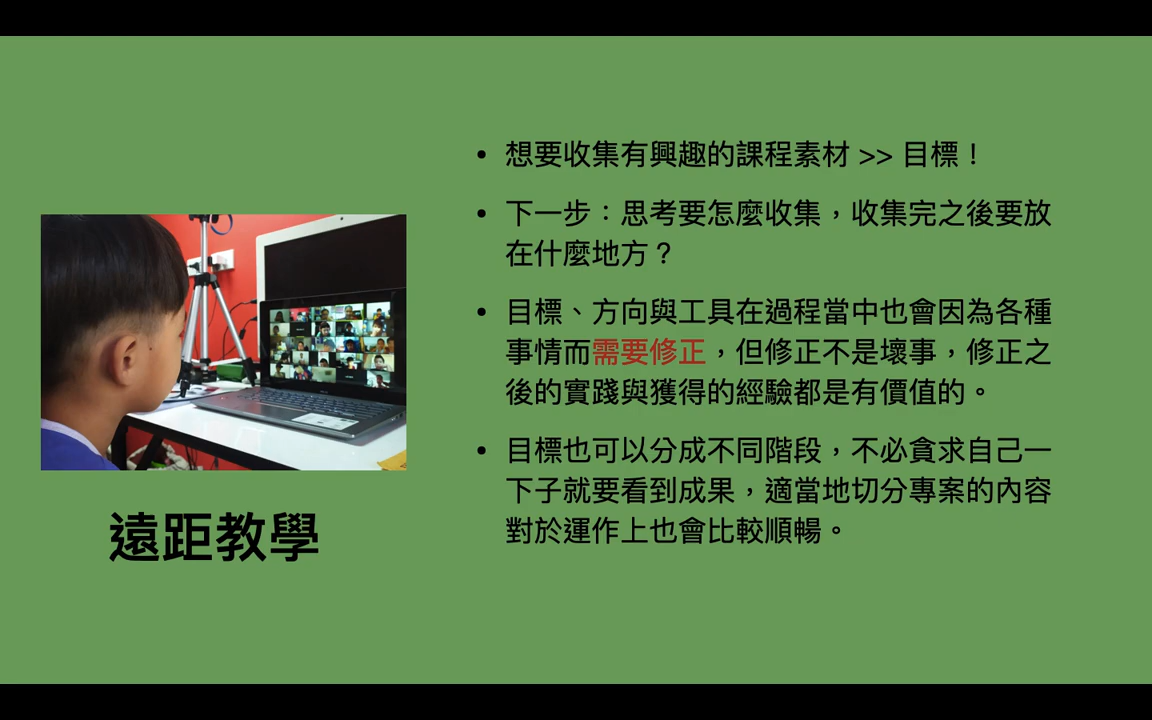 想要收集有興趣的課程素材 >> 目標！
下一步：思考要怎麼收集，收集完之後要放
在什麼地方？
目標、方向與工具在過程當中也會因為各種
事情而需要修正，但修正不是壞事，修正之
後的實踐與獲得的經驗都是有價值的。
目標也可以分成不同階段，不必貪求自己一
下子就要看到成果，適當地切分專案的內容
對於運作上也會比較順暢。
遠距教學